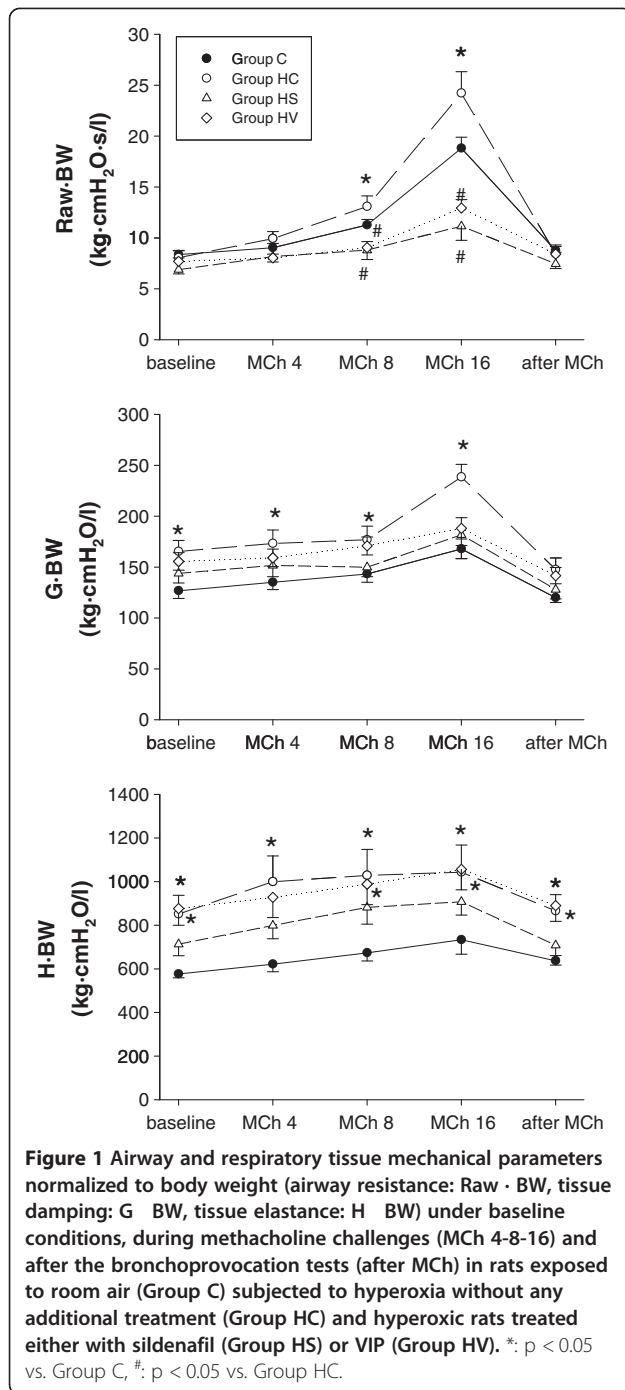 30
25
20
15
10
5
0
Raw·BW
(kg·cmH₂O·s/l)
Group C
Group HC
Group HS
Group HV
*
*
#
#
#
#
baseline MCh 4 MCh 8 MCh 16 after MCh
300
250
200
150
100
50
0
G·BW
(kg·cmH₂O/l)
* * * *
baseline MCh 4 MCh 8 MCh 16 after MCh
1400
1200
1000
800
600
400
200
0
H·BW
(kg·cmH₂O/l)
* * * * *
* * * *
baseline MCh 4 MCh 8 MCh 16 after MCh
Figure 1 Airway and respiratory tissue mechanical parameters
normalized to body weight (airway resistance: Raw · BW, tissue
damping: G BW, tissue elastance: H BW) under baseline
conditions, during methacholine challenges (MCh 4-8-16) and
after the bronchoprovocation tests (after MCh) in rats exposed
to room air (Group C) subjected to hyperoxia without any
additional treatment (Group HC) and hyperoxic rats treated
either with sildenafil (Group HS) or VIP (Group HV). *: p < 0.05
vs. Group C, #: p < 0.05 vs. Group HC.